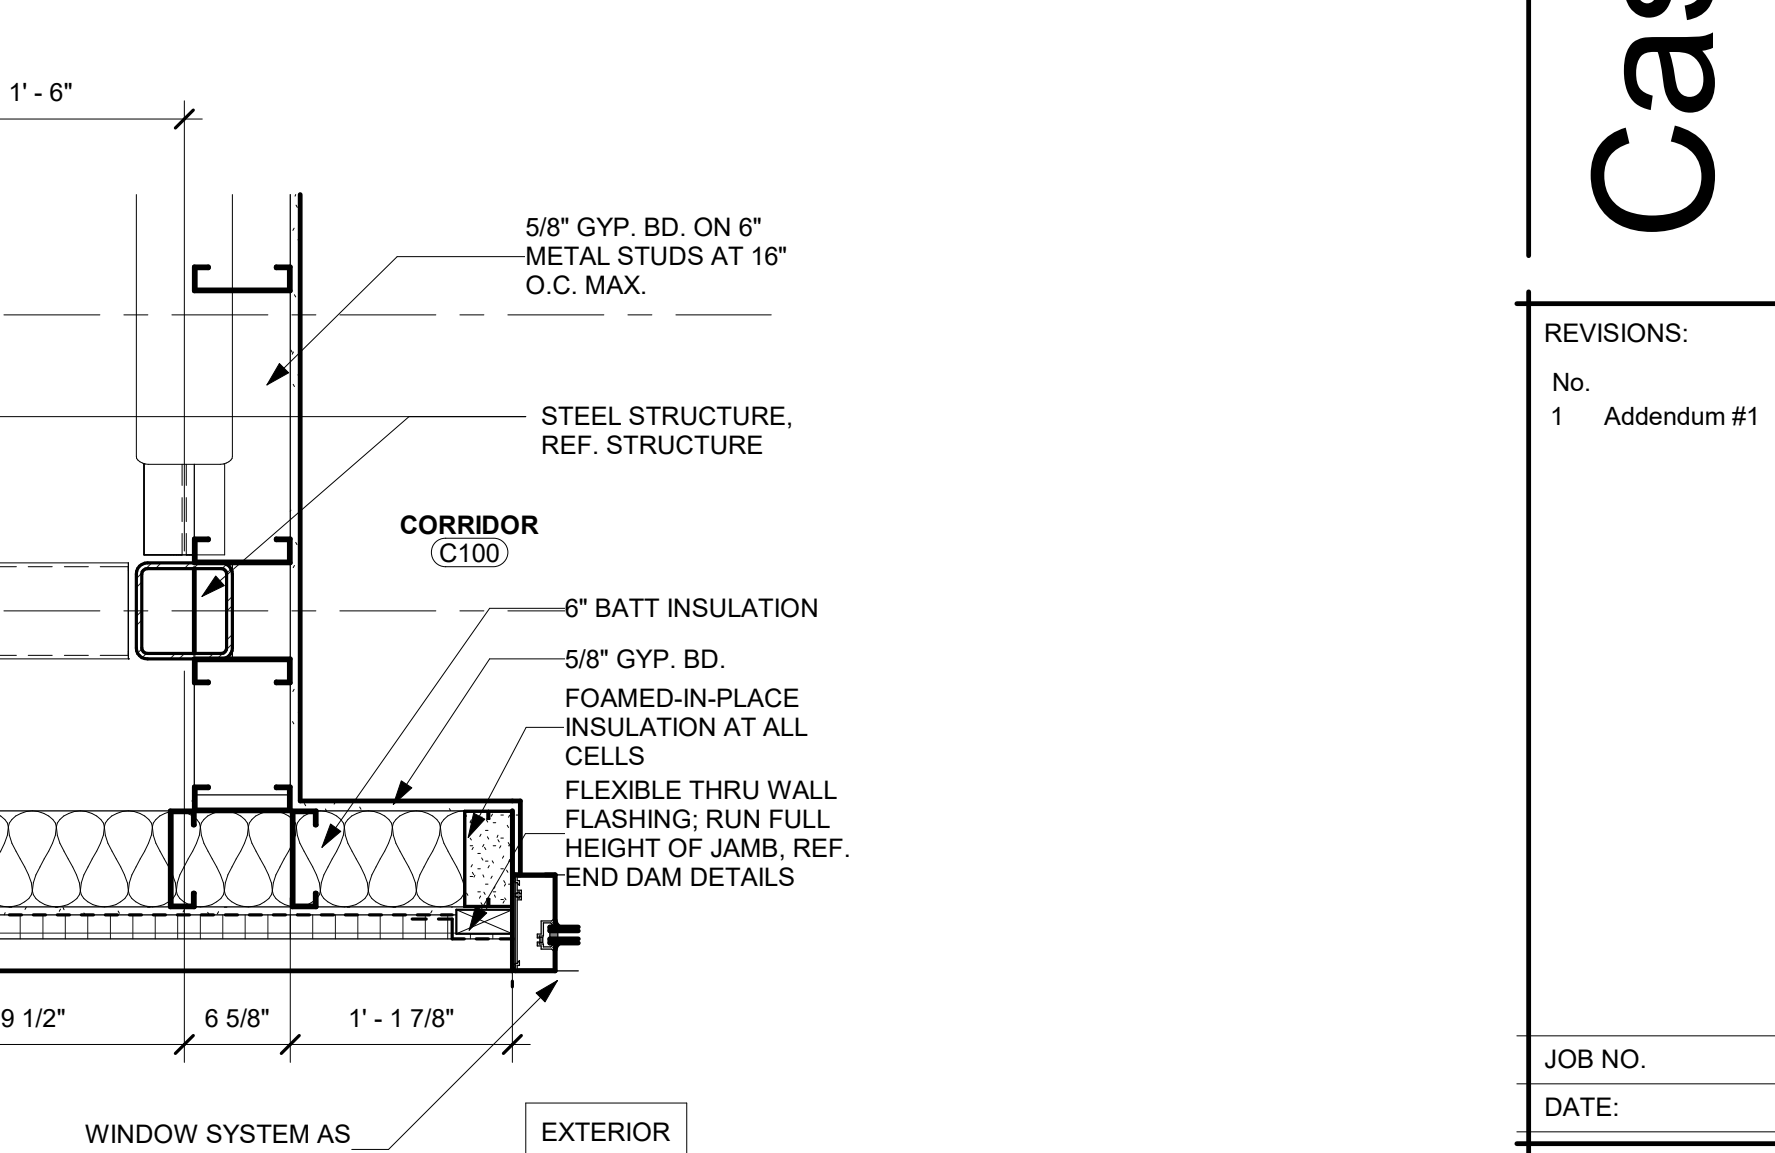 1' - 6"
5/8" GYP. BD. ON 6"
METAL STUDS AT 16"
O.C. MAX.
STEEL STRUCTURE,
REF. STRUCTURE
CORRIDOR
C100
6" BATT INSULATION
5/8" GYP. BD.
FOAMED-IN-PLACE
INSULATION AT ALL
CELLS
FLEXIBLE THRU WALL
FLASHING; RUN FULL
HEIGHT OF JAMB, REF.
END DAM DETAILS
9 1/2"
6 5/8"
1' - 1 7/8"
WINDOW SYSTEM AS
EXTERIOR
Cas
REVISIONS:
No.
1 Addendum #1
JOB NO.
DATE: